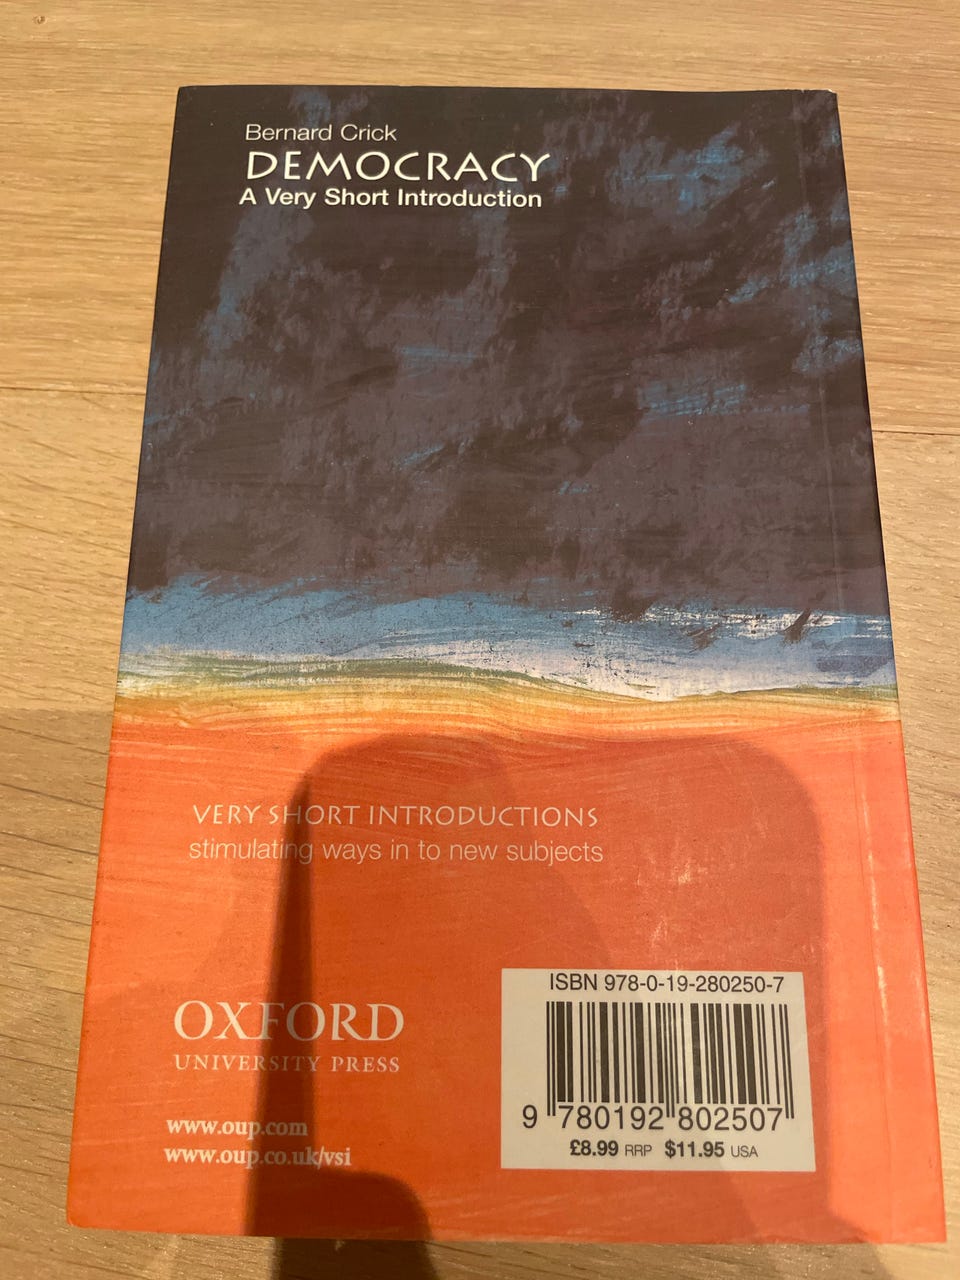 Bernard Crick
DEMOCRACY
A Very Short Introduction
VERY SHORT INTRODUCTIONS
stimulating ways in to new subjects
OXFORD
UNIVERSITY PRESS
www.oup.com
www.oup.co.uk/vsi
ISBN 978-0-19-280250-7
9 780192 802507
£8.99 RRP $11.95 USA